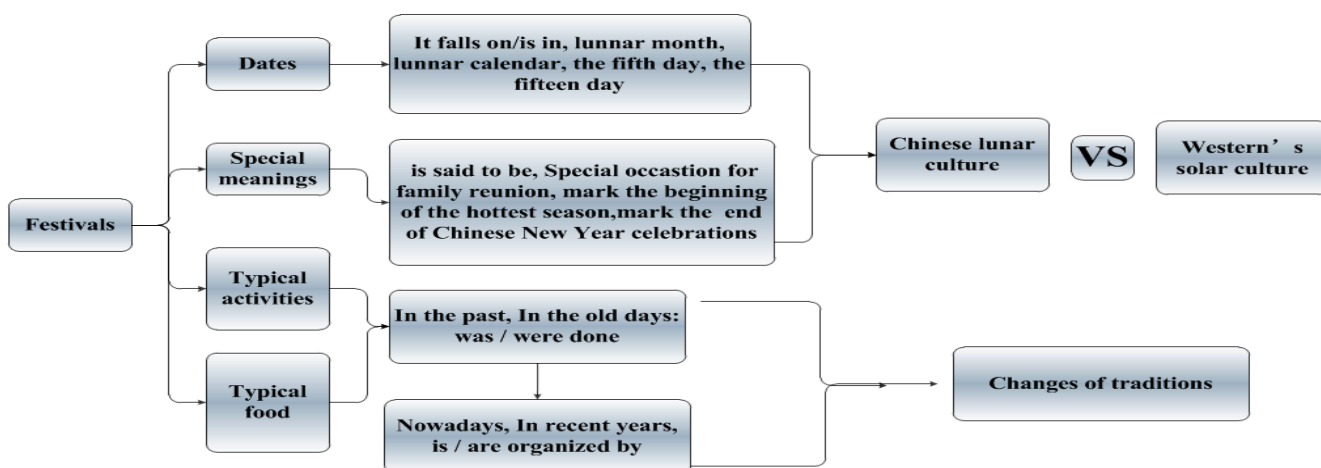 Festivals
Dates
It falls on/is in, lunnar month,
lunnar calendar, the fifth day, the
fifteen day
Special
meanings
is said to be, Special occastion for
family reunion, mark the beginning
of the hottest season,mark the end
of Chinese New Year celebrations
Chinese lunar
culture
VS
Western’s
solar culture
Typical
activities
Typical
food
In the past, In the old days:
was / were done
Nowadays, In recent years,
is / are organized by
Changes of traditions